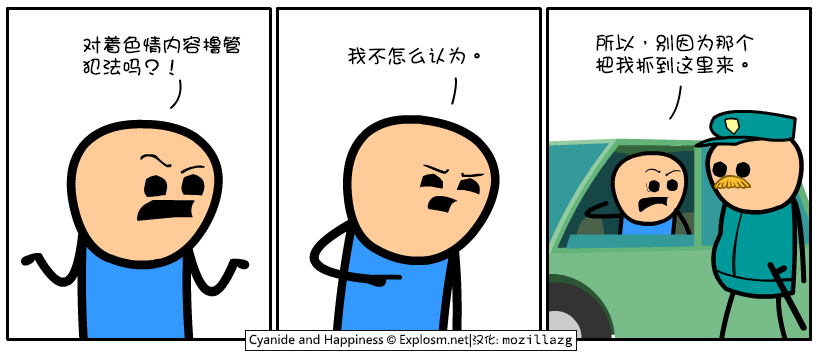 对着色情内容撸管
犯法吗？！
我不怎么认为。
所以，别因为那个
把我抓到这里来。
Cyanide and Happiness © Explosm.net|汉化: mozillazg